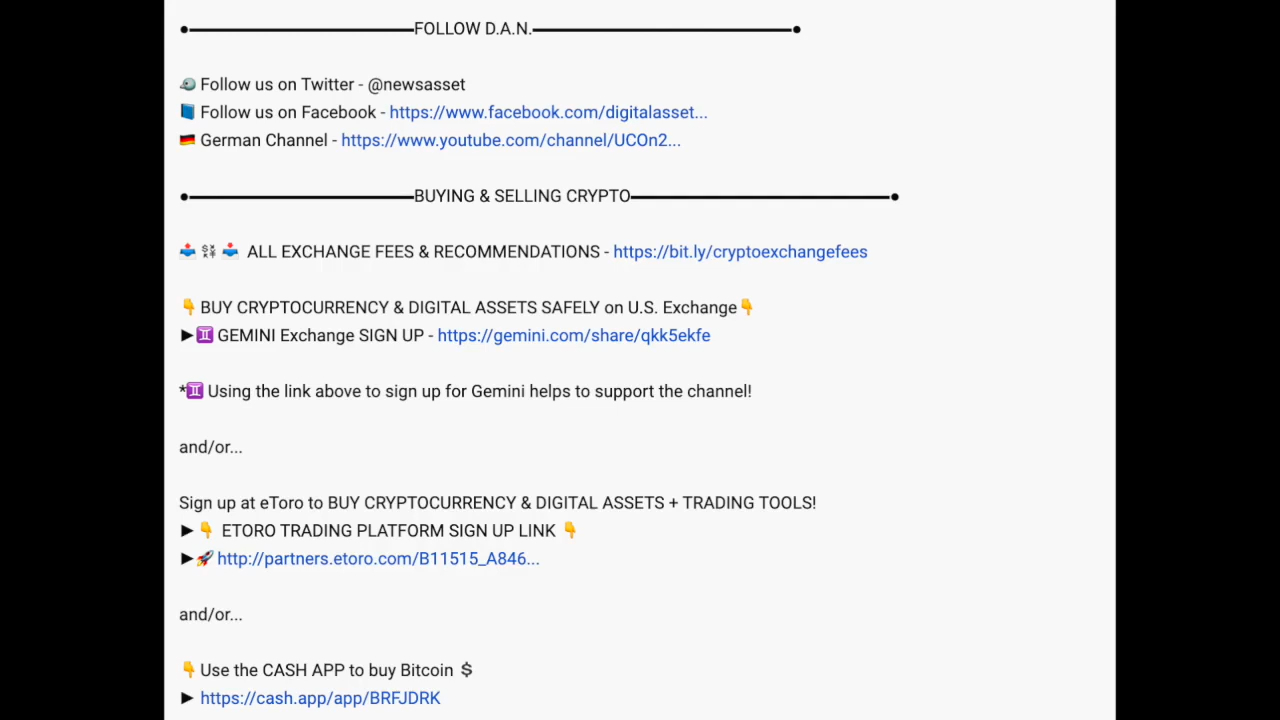 ●━━━━━━━━━━━━━FOLLOW D.A.N.━━━━━━━━━━━━━━━●
Follow us on Twitter - @newsasset
📘 Follow us on Facebook - https://www.facebook.com/digitalasset...
🇩🇪 German Channel - https://www.youtube.com/channel/UCOn2...
●━━━━━━━━━━━━━BUYING & SELLING CRYPTO━━━━━━━━━━━━━━━●
📤 💱 📤 ALL EXCHANGE FEES & RECOMMENDATIONS - https://bit.ly/cryptoexchangefees
👇BUY CRYPTOCURRENCY & DIGITAL ASSETS SAFELY on U.S. Exchange👇
►♊ GEMINI Exchange SIGN UP - https://gemini.com/share/qkk5ekfe
*♊ Using the link above to sign up for Gemini helps to support the channel!
and/or...
Sign up at eToro to BUY CRYPTOCURRENCY & DIGITAL ASSETS + TRADING TOOLS!
►👇 ETORO TRADING PLATFORM SIGN UP LINK 👇
►🚀 http://partners.etoro.com/B11515_A846...
and/or...
👇Use the CASH APP to buy Bitcoin 💲
► https://cash.app/app/BRFJDRK